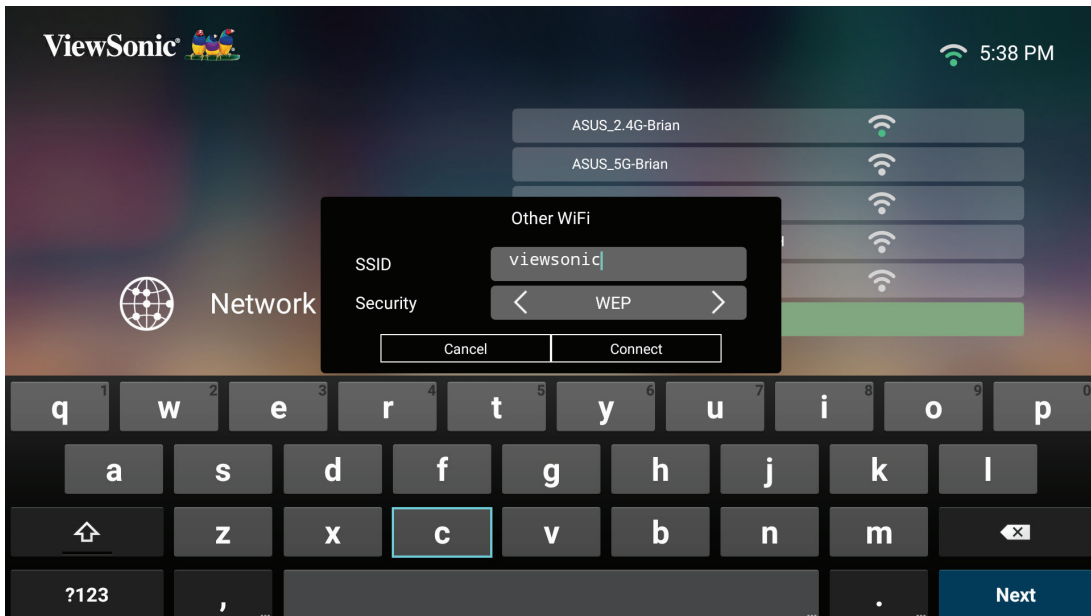 ViewSonic®
5:38 PM
ASUS_2.4G-Brian
ASUS_5G-Brian
Other WiFi
SSID
viewsonic
Security
WEP
Cancel
Connect
Network
q 1 w 2 e 3 r 4 t 5 y 6 u 7 i 8 o 9 p 0
a s d f g h j k l
z x c v b n m
?123 , ... ... . ... Next